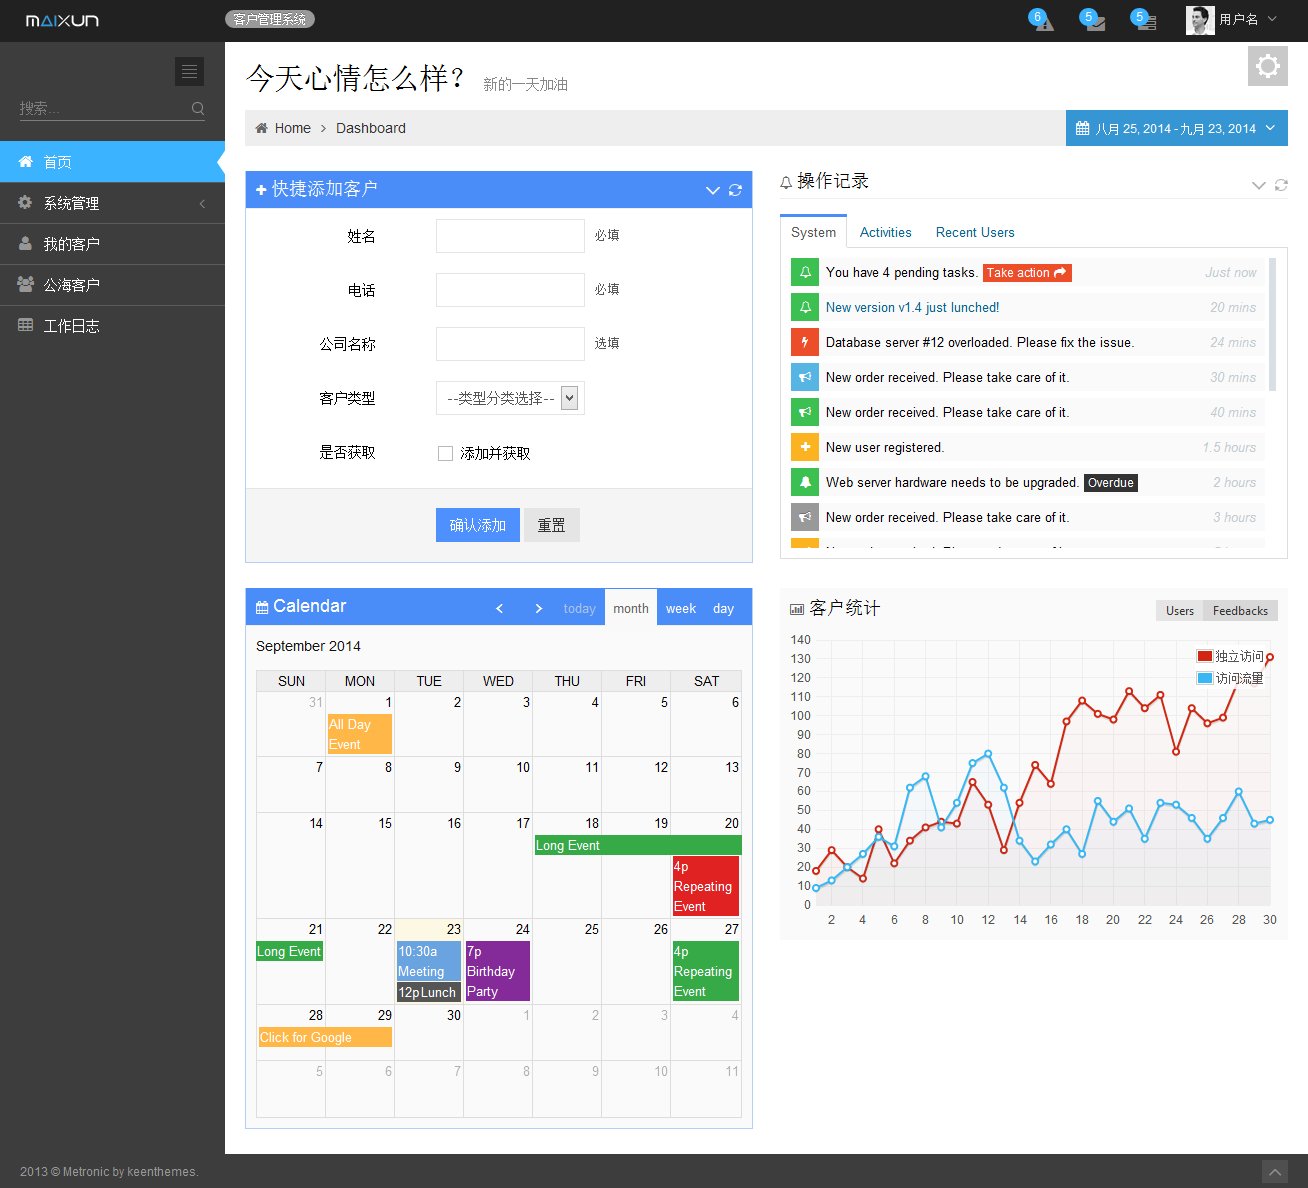 MAIXUN
客户管理系统
6
5
5
用户名
搜索...
首页
系统管理
我的客户
公海客户
工作日志
今天心情怎么样？ 新的一天加油
Home > Dashboard
八月 25, 2014 - 九月 23, 2014
快捷添加客户
姓名 必填
电话 必填
公司名称 选填
客户类型 --类型分类选择--
是否获取 添加并获取
确认添加 重置
操作记录
System Activities Recent Users
You have 4 pending tasks. Take action Just now
New version v1.4 just lunched! 20 mins
Database server #12 overloaded. Please fix the issue. 24 mins
New order received. Please take care of it. 30 mins
New order received. Please take care of it. 40 mins
New user registered. 1.5 hours
Web server hardware needs to be upgraded. Overdue 2 hours
New order received. Please take care of it. 3 hours
Calendar
today month week day
September 2014
SUN MON TUE WED THU FRI SAT
31 1 2 3 4 5 6
All Day
Event
7 8 9 10 11 12 13
14 15 16 17 18 19 20
Long Event
4p
Repeating
Event
21 22 23 24 25 26 27
Long Event
10:30a
Meeting
12p Lunch
7p
Birthday
Party
4p
Repeating
Event
28 29 30 1 2 3 4
Click for Google
5 6 7 8 9 10 11
客户统计
Users Feedbacks
独立访问
访问流量
140
130
120
110
100
90
80
70
60
50
40
30
20
10
0
2 4 6 8 10 12 14 16 18 20 22 24 26 28 30
2013 © Metronic by keenthemes.